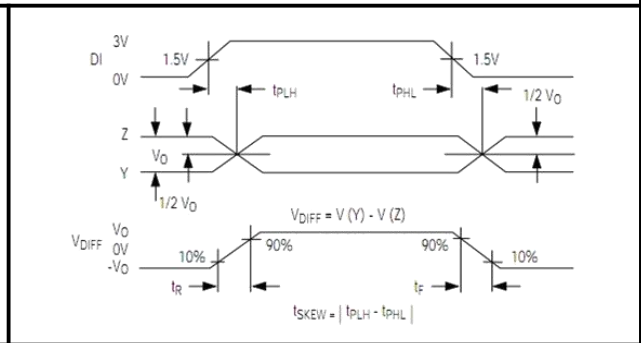 3V
DI 1.5V 1.5V
0V
tPLH tPHL 1/2 VO
Z
VO
Y
1/2 VO
VDIFF = V (Y) - V (Z)
VO
VDIFF 0V 10% 90% 90% 10%
-VO
tR tF
tSKEW = | tPLH - tPHL |